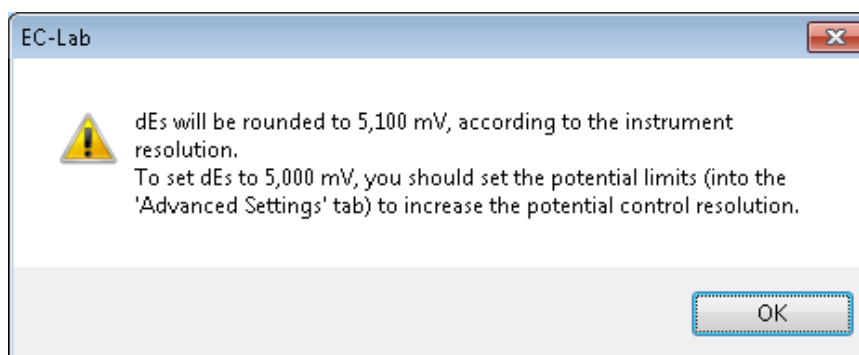 EC-Lab
dEs will be rounded to 5,100 mV, according to the instrument
resolution.
To set dEs to 5,000 mV, you should set the potential limits (into the
'Advanced Settings' tab) to increase the potential control resolution.
OK